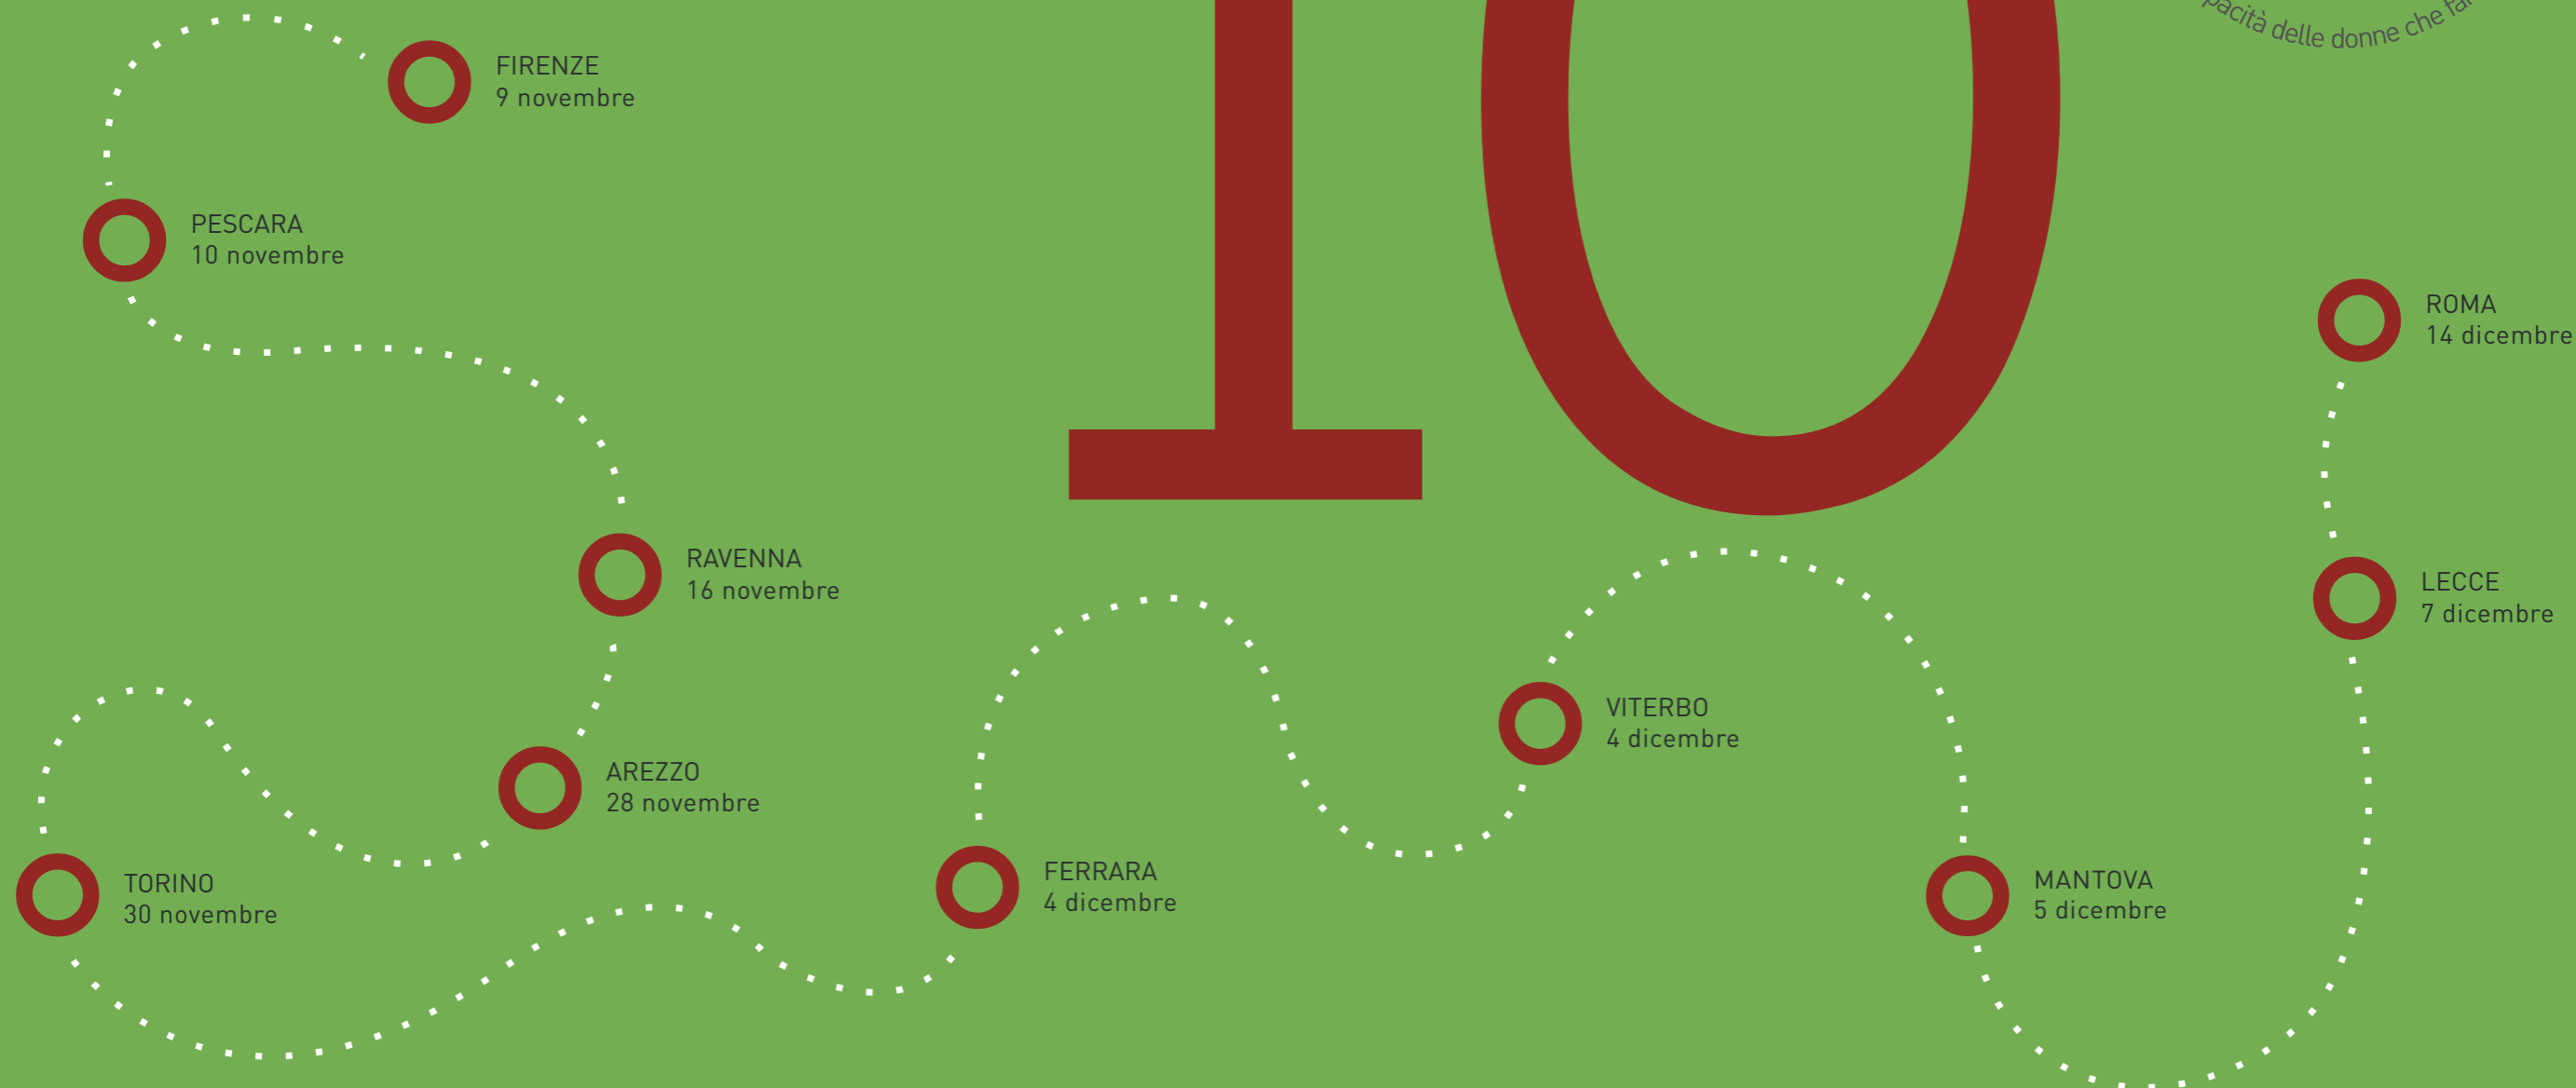 pacità delle donne che
FIRENZE
9 novembre
10
PESCARA
10 novembre
ROMA
14 dicembre
RAVENNA
16 novembre
LECCE
7 dicembre
VITERBO
4 dicembre
AREZZO
28 novembre
FERRARA
4 dicembre
TORINO
30 novembre
MANTOVA
5 dicembre